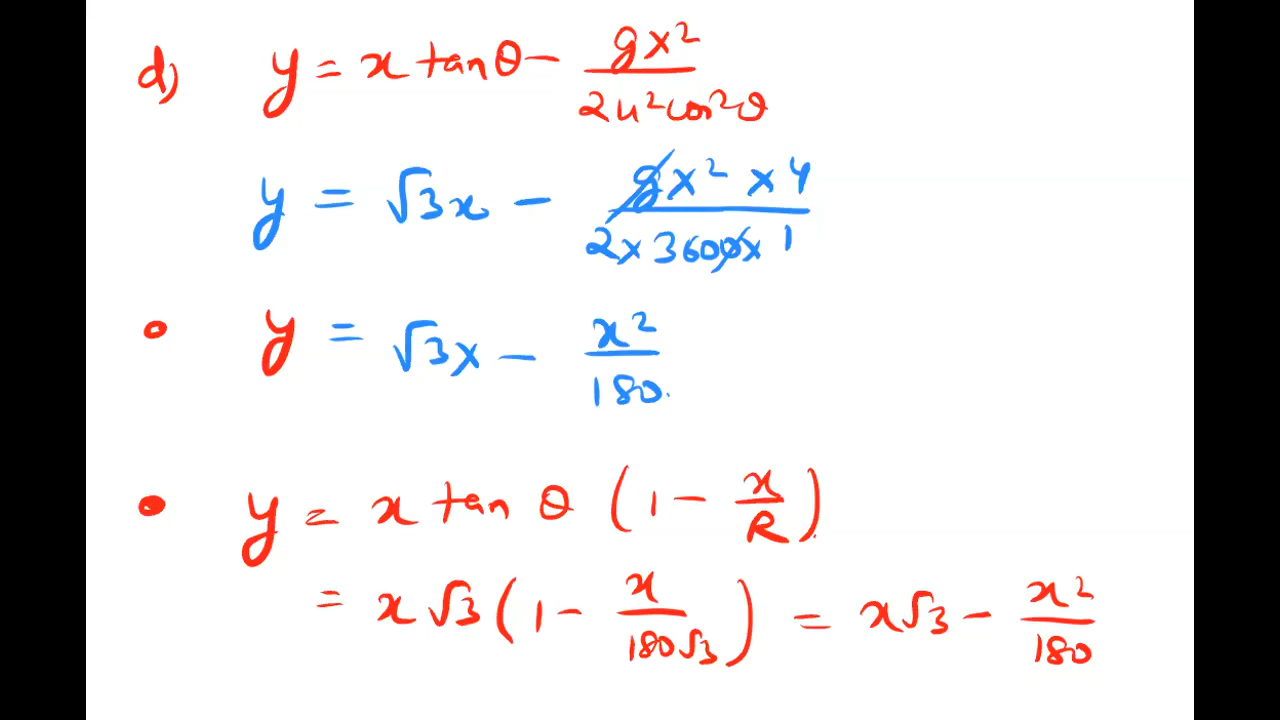 d) y = x tanθ - gx²/2u²cos²θ
y = √3x - gx² × 4/2 × 3600 × 1
• y = √3x - x²/180.
• y = x tan θ (1 - x/R)
= x√3(1 - x/180√3) = x√3 - x²/180